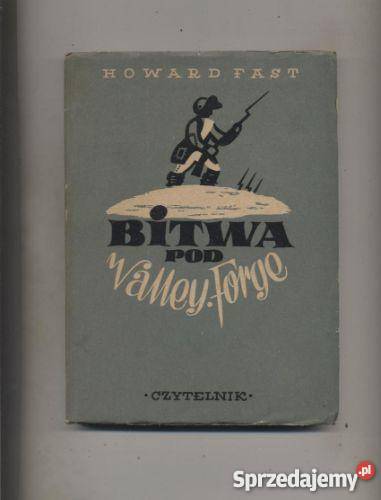 HOWARD FAST
BITWA
POD
Valley-Forge
·CZYTELNIK·
Sprzedajemy.pl